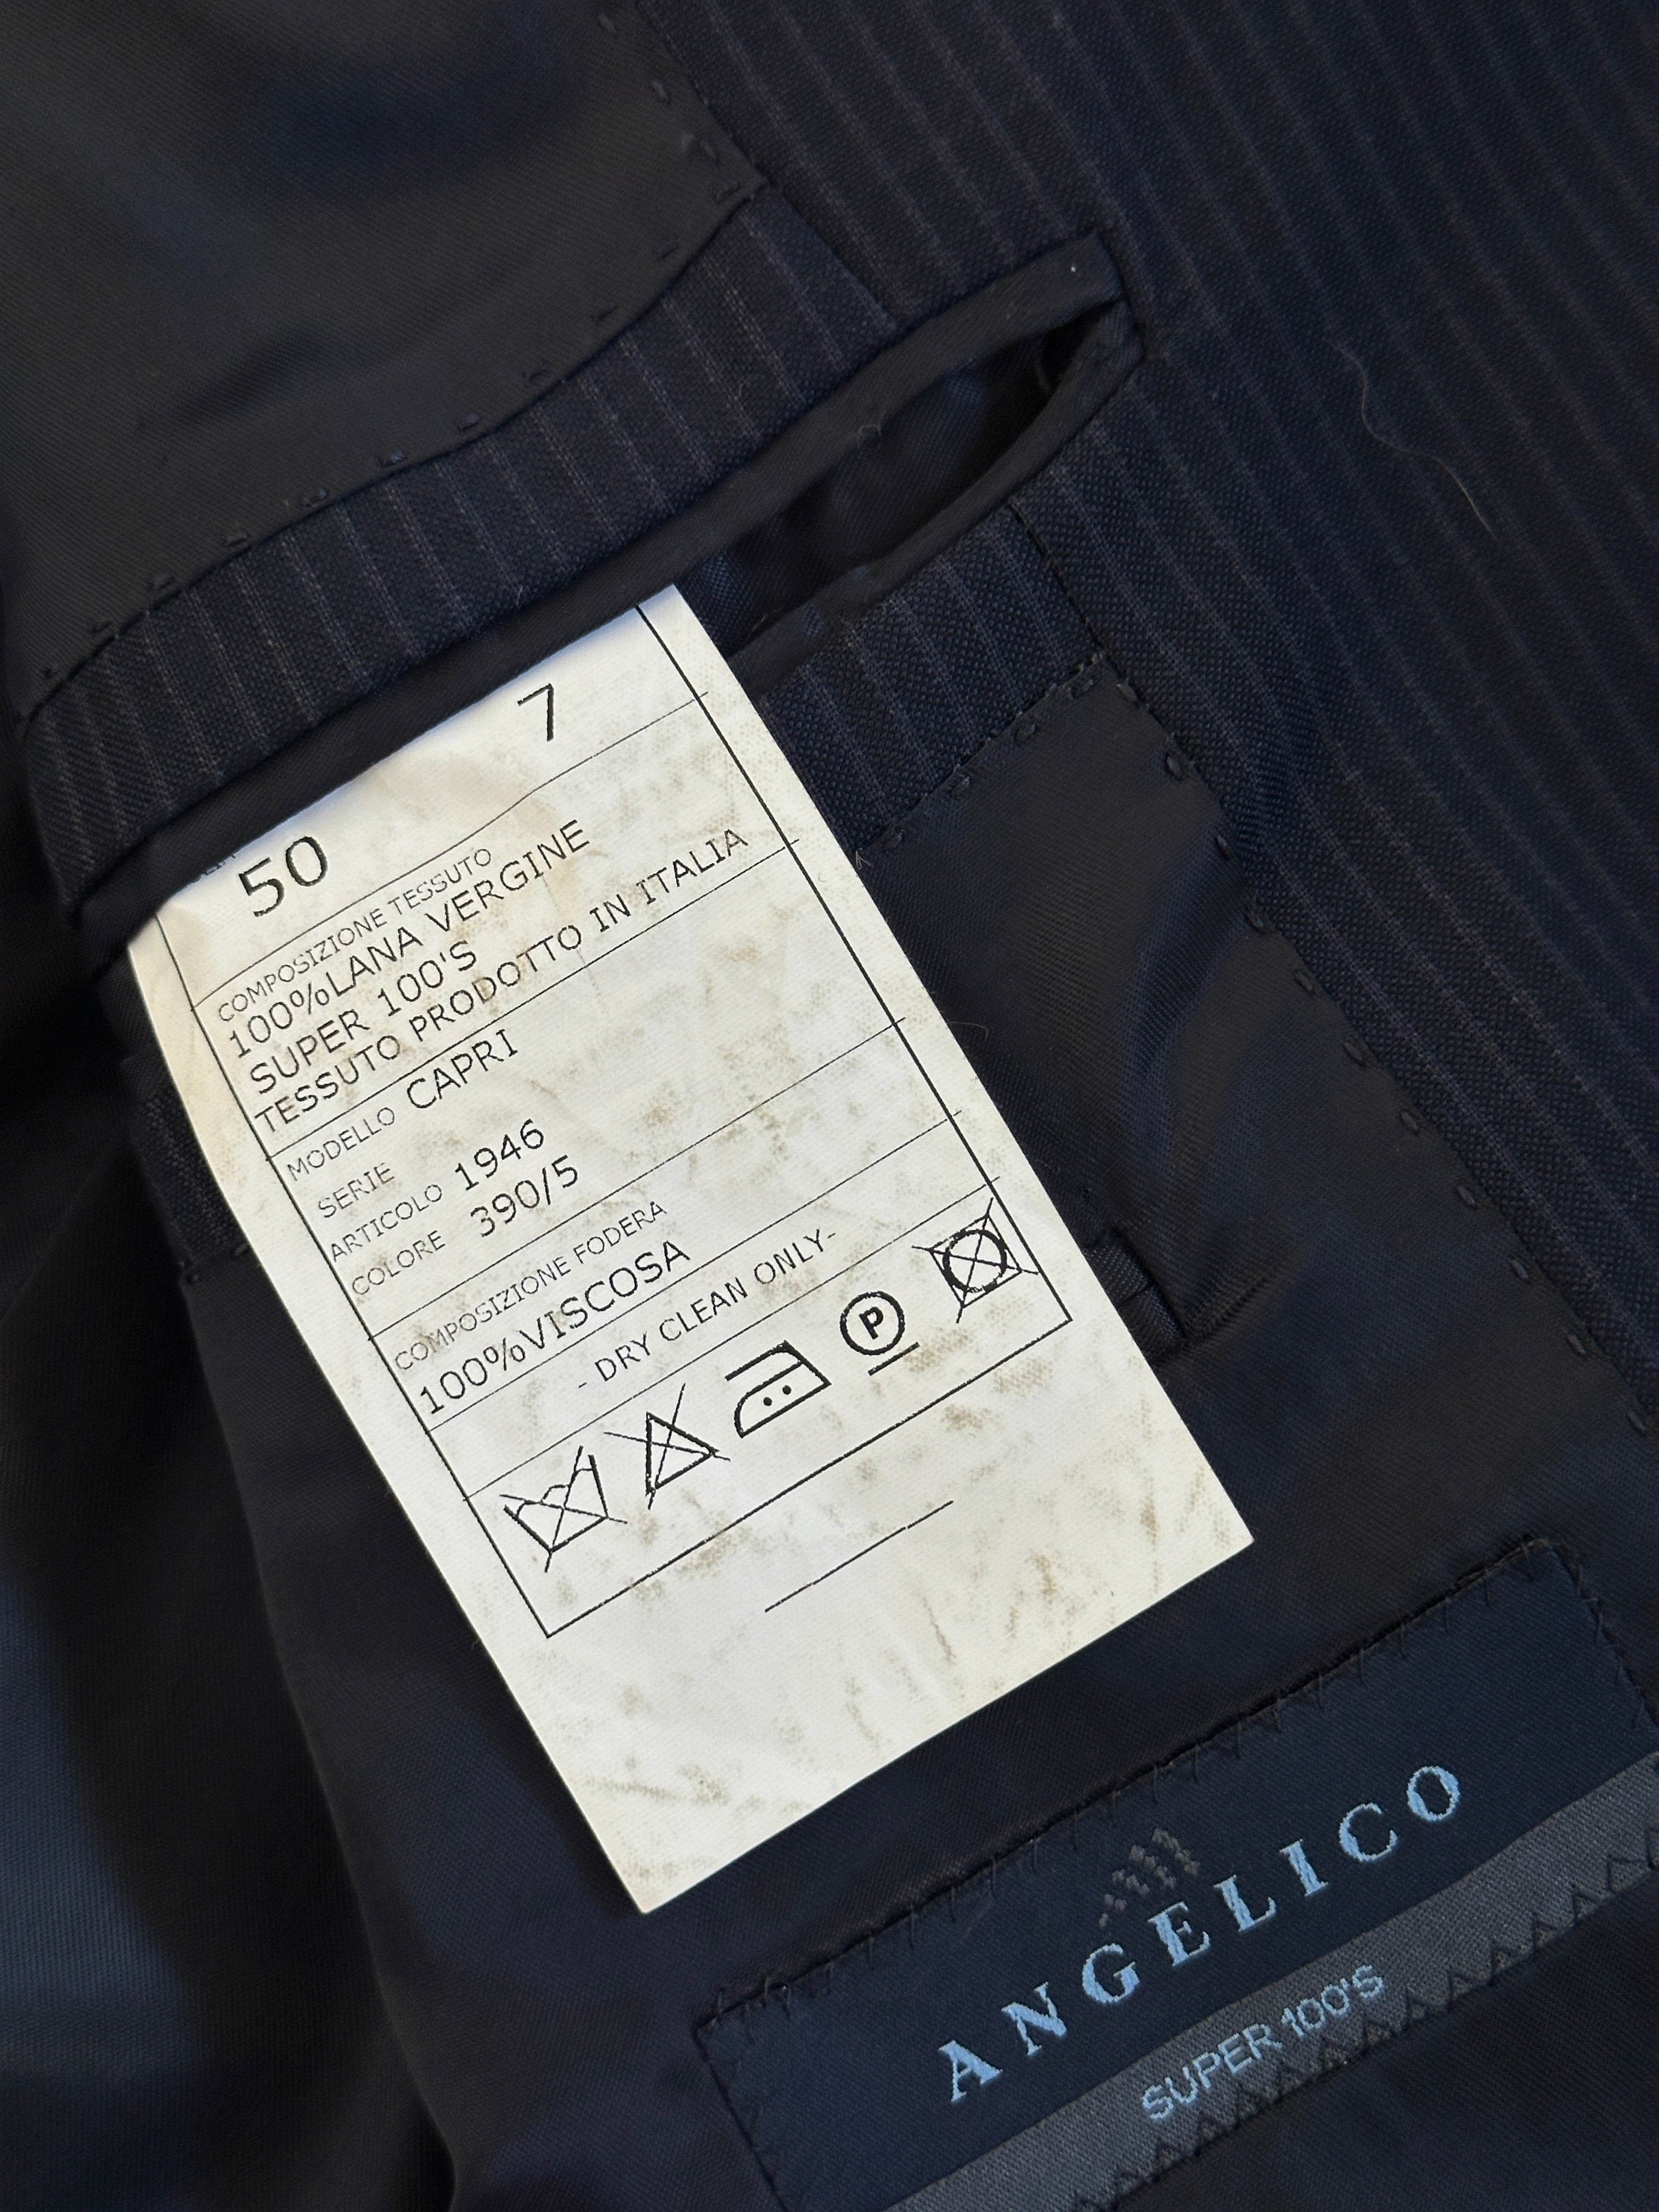 7
50
COMPOSIZIONE TESSUTO
100%LANA VERGINE
SUPER 100'S
TESSUTO PRODOTTO IN ITALIA
MODELLO CAPRI
SERIE
ARTICOLO 1946
COLORE 390/5
COMPOSIZIONE FODERA
100%VISCOSA
- DRY CLEAN ONLY-
P
ANGELICO
SUPER 100'S